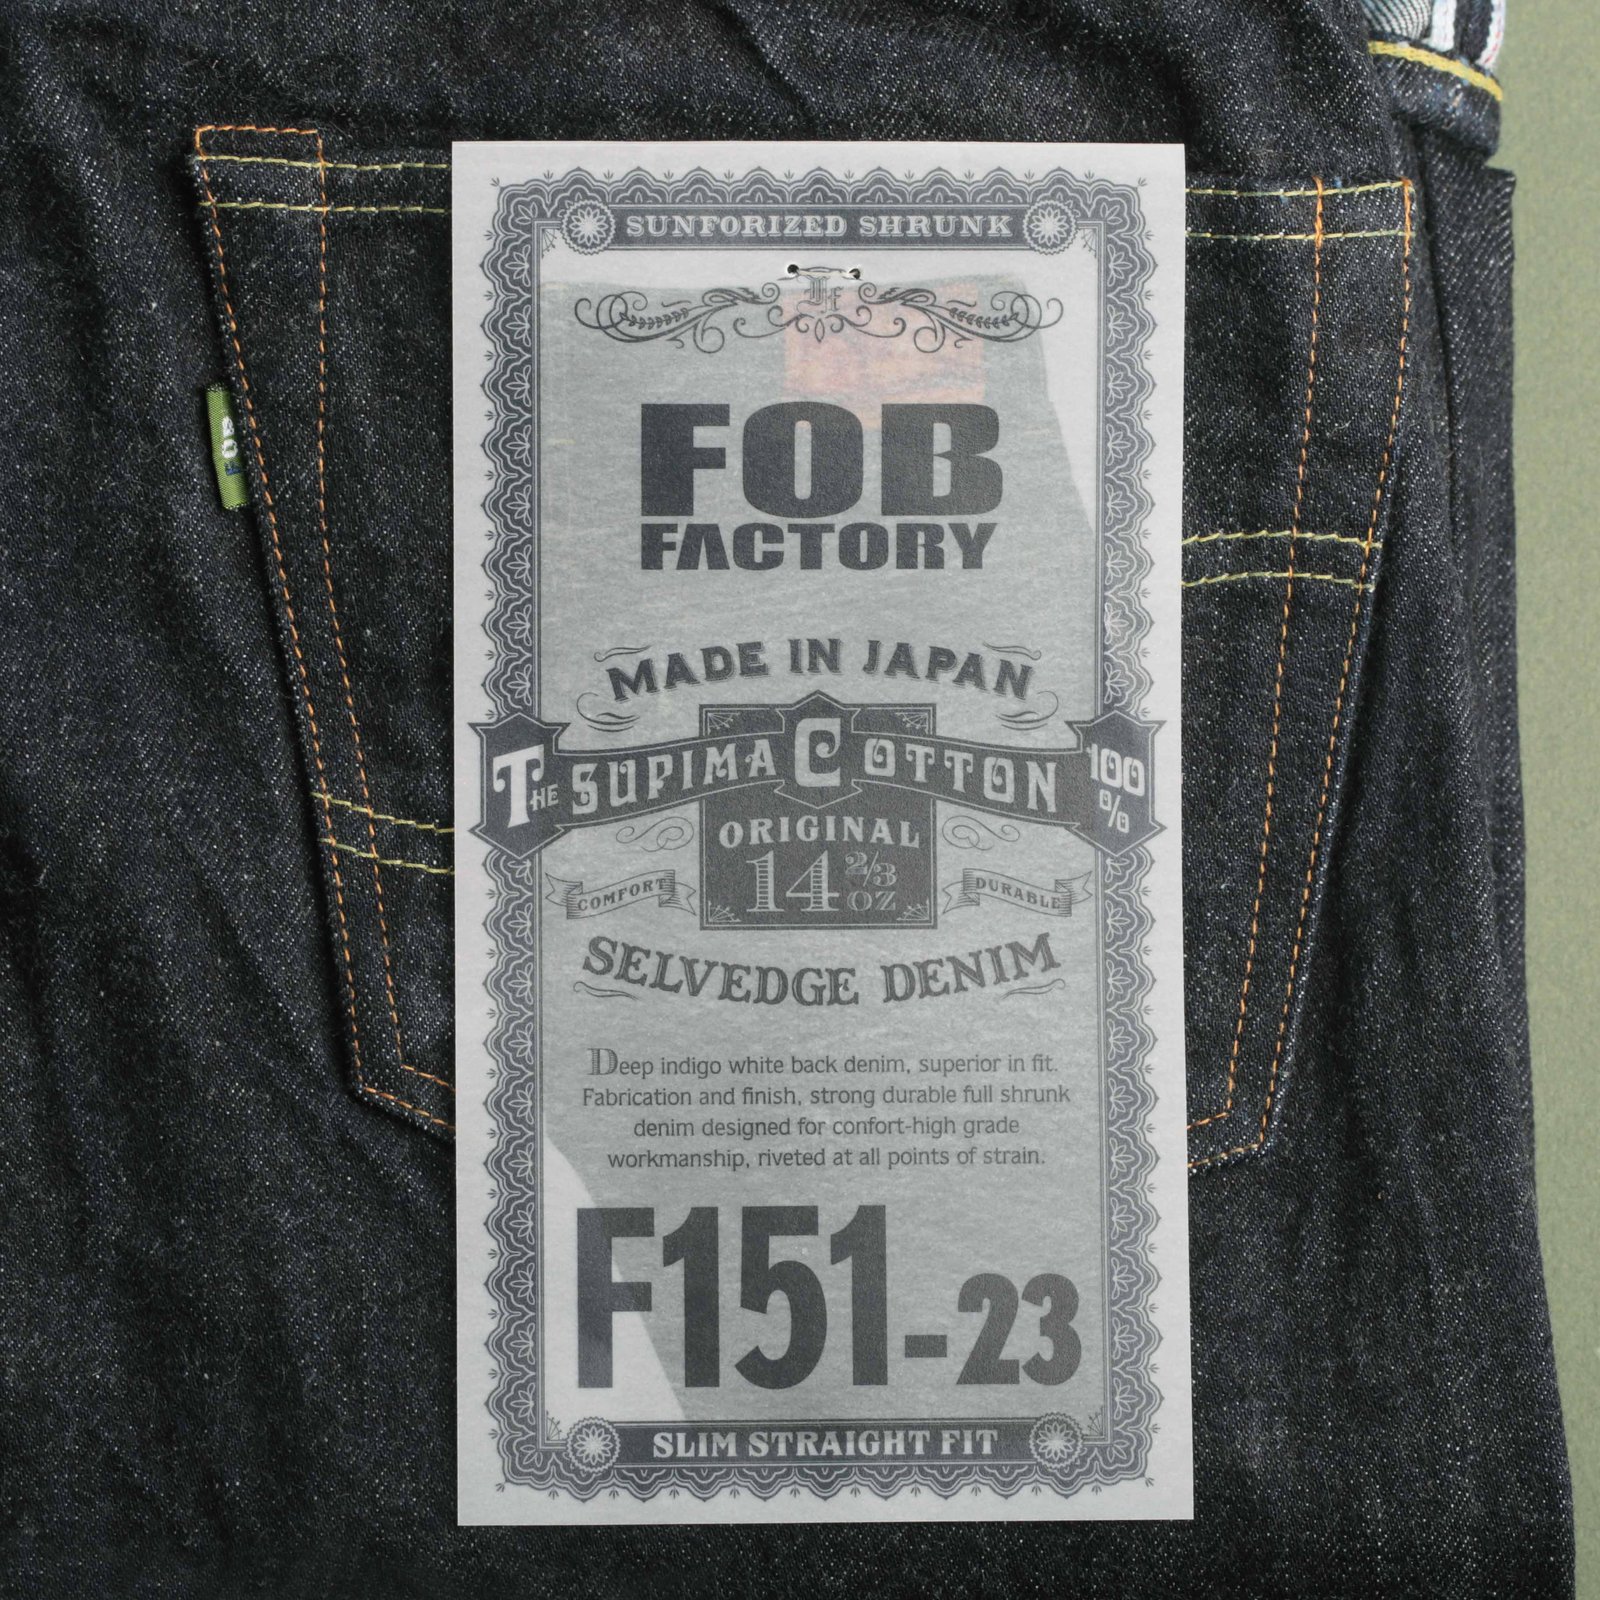 SUNFORIZED SHRUNK
FOB
FACTORY
MADE IN JAPAN
THE SUPIMA COTTON 100%
ORIGINAL
14 2/3 OZ
COMFORT
DURABLE
SELVEDGE DENIM
Deep indigo white back denim, superior in fit.
Fabrication and finish, strong durable full shrunk
denim designed for confort-high grade
workmanship, riveted at all points of strain.
F151-23
SLIM STRAIGHT FIT
FOB